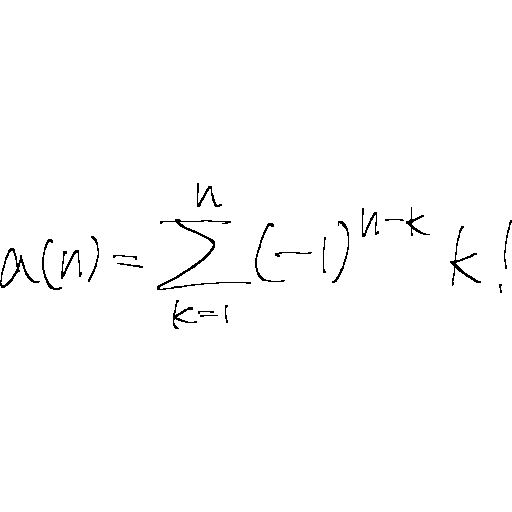 a(n) = \sum_{k=1}^{n} (-1)^{n-k} k!